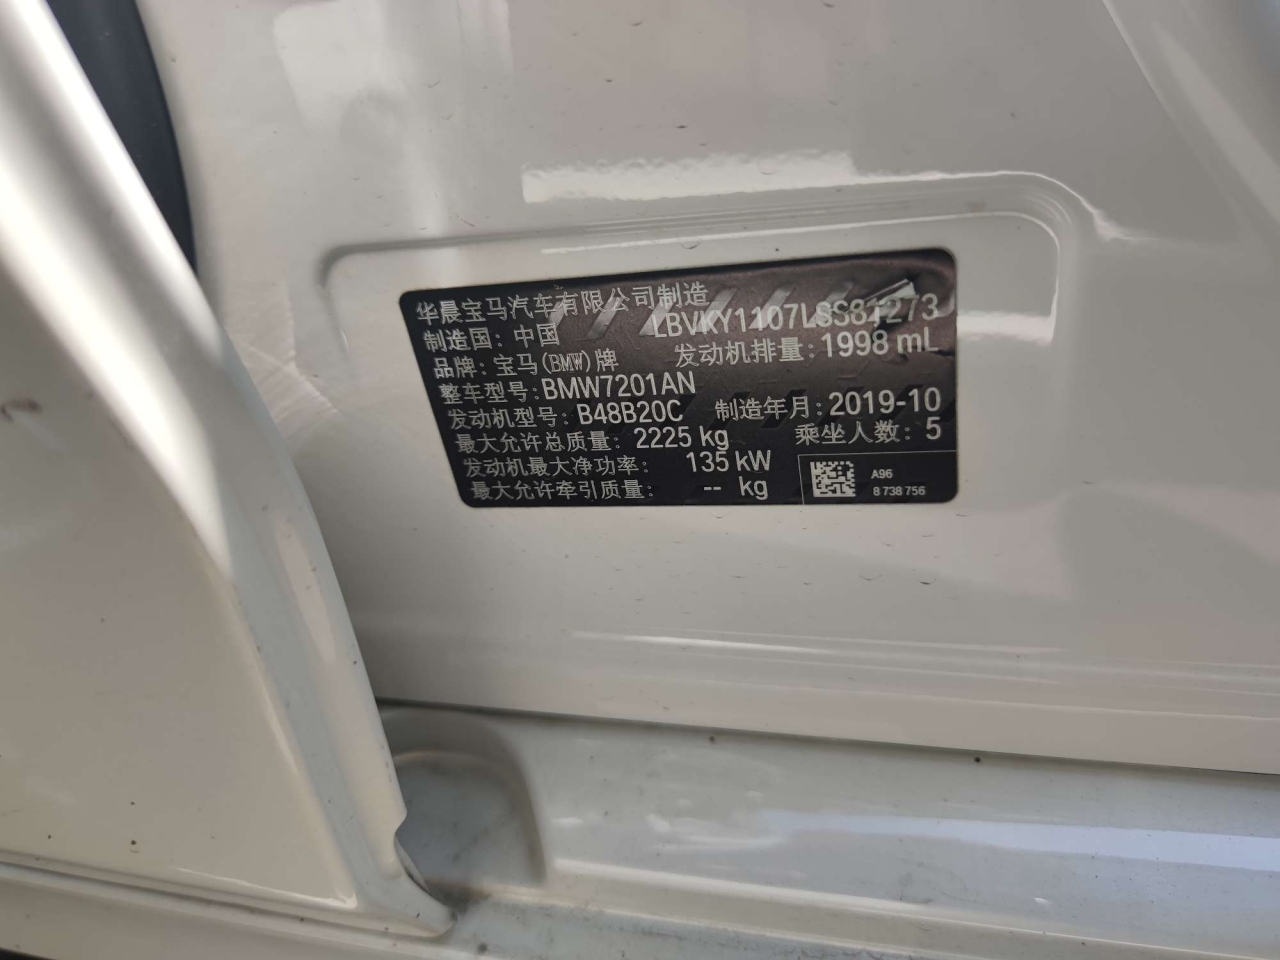 华晨宝马汽车有限公司制造
制造国: 中国 LBVKY1107LSS81273
品牌: 宝马(BMW)牌 发动机排量: 1998 mL
整车型号: BMW7201AN
发动机型号: B48B20C 制造年月: 2019-10
最大允许总质量: 2225 kg 乘坐人数: 5
发动机最大净功率: 135 kW
最大允许牵引质量: -- kg
A96
8 738 756